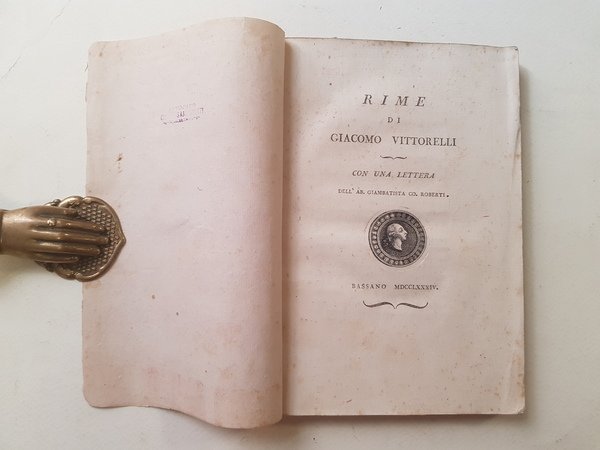 RIME
DI
GIACOMO VITTORELLI
CON UNA LETTERA
DELL' AB. GIAMBATISTA CO. ROBERTI.
BASSANO MDCCLXXXIV.